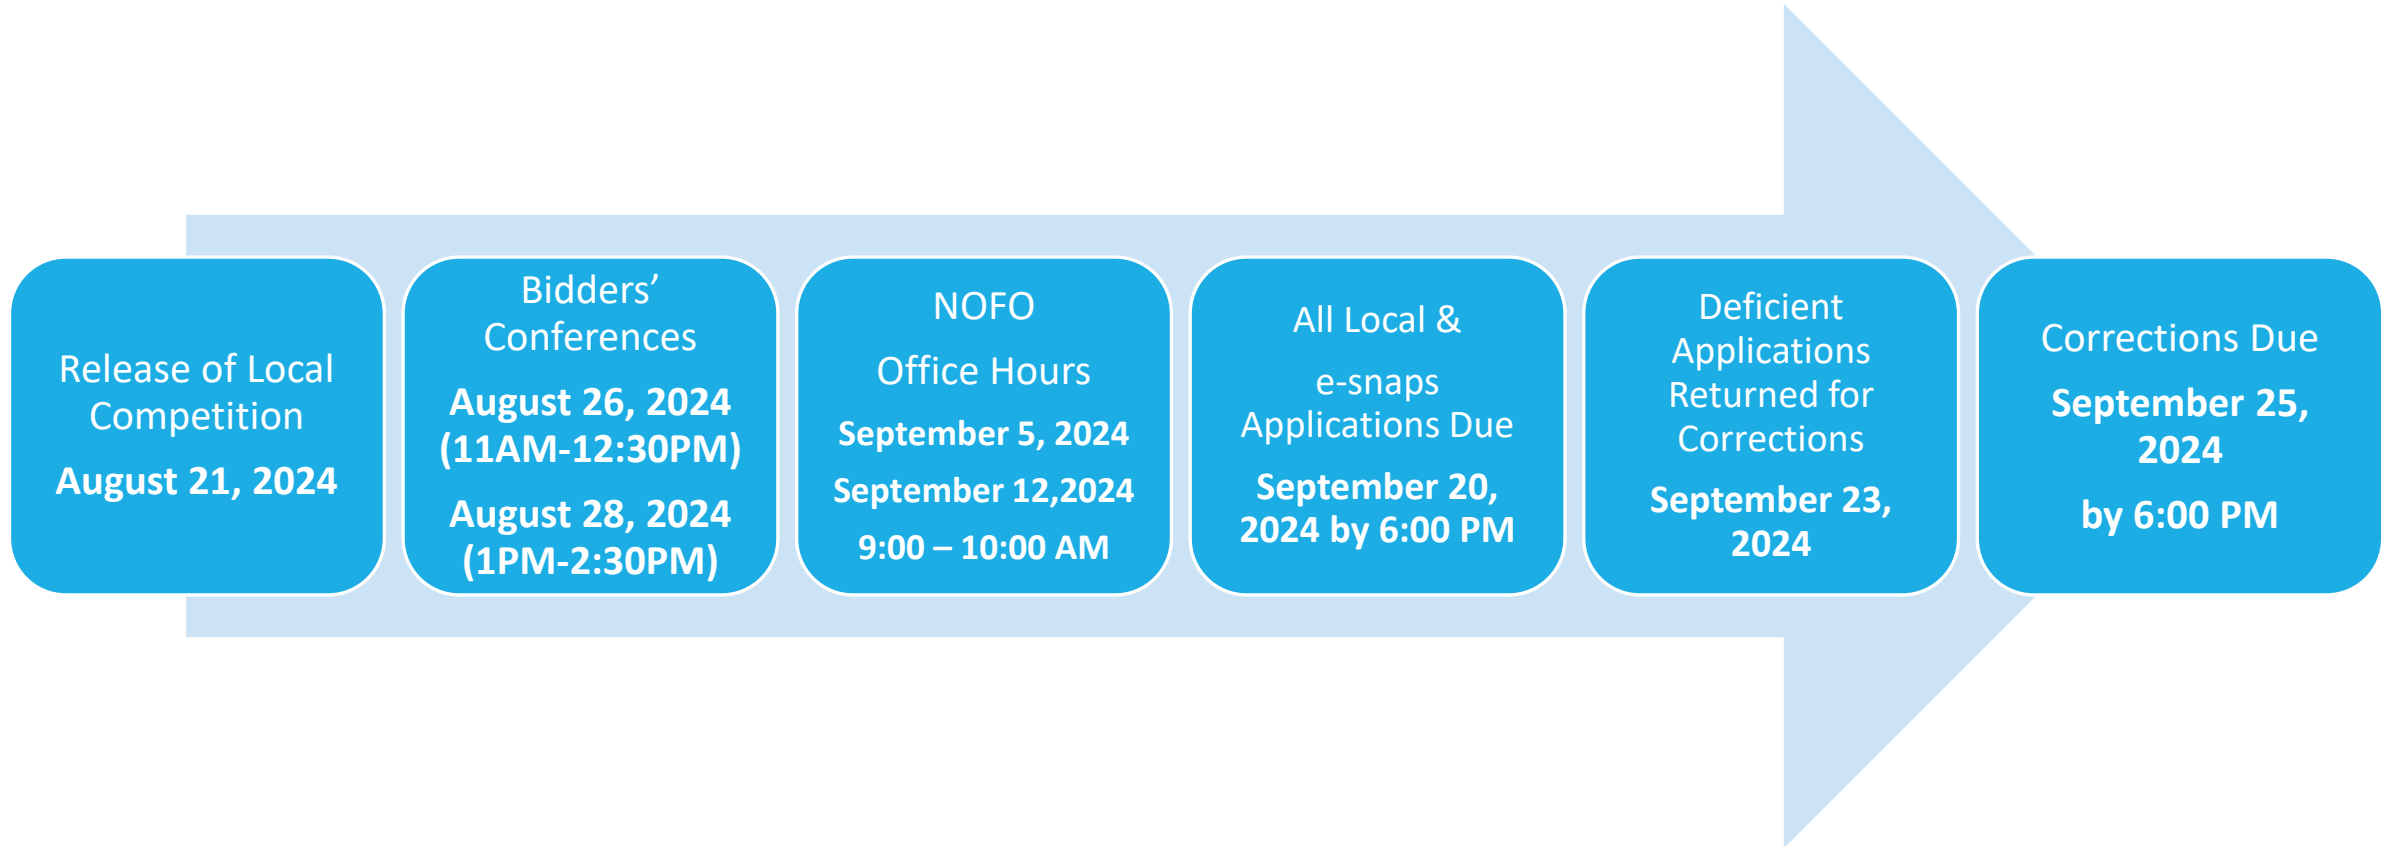 Release of Local
Competition
August 21, 2024
Bidders’
Conferences
August 26, 2024
(11AM-12:30PM)
August 28, 2024
(1PM-2:30PM)
NOFO
Office Hours
September 5, 2024
September 12,2024
9:00 – 10:00 AM
All Local &
e-snaps
Applications Due
September 20,
2024 by 6:00 PM
Deficient
Applications
Returned for
Corrections
September 23,
2024
Corrections Due
September 25,
2024
by 6:00 PM